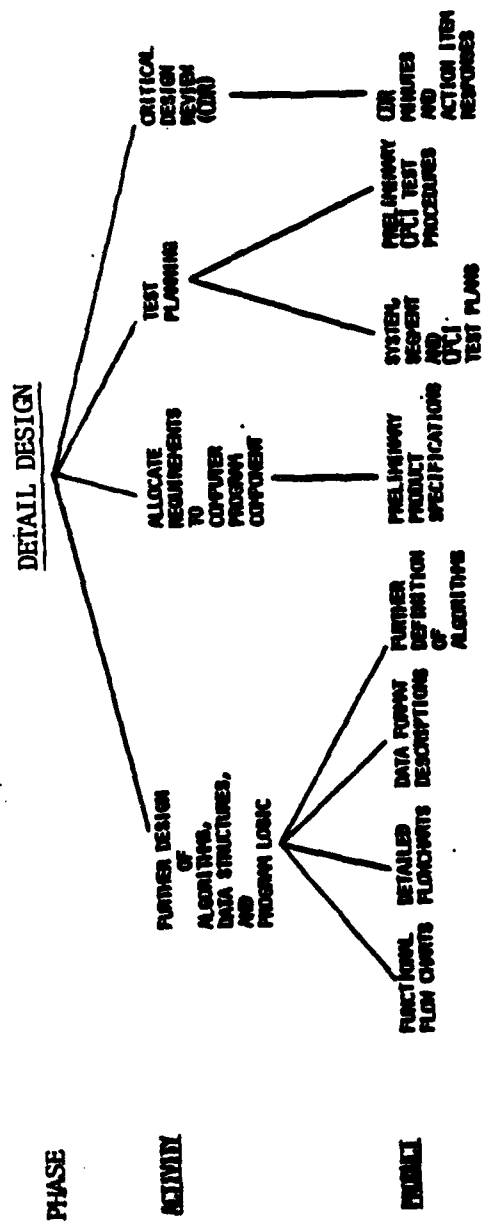 DETAIL DESIGN
PHASE
ACTIVITY
FURTHER DESIGN
OF
ALGORITHMS,
DATA STRUCTURES,
AND
PROGRAM LOGIC
ALLOCATE
REQUIREMENTS
TO
COMPUTER
PROGRAM
COMPONENT
TEST
PLANNING
CRITICAL
DESIGN
REVIEW
(CDR)
PRODUCT
FUNCTIONAL
FLOW CHARTS
DETAILED
FLOWCHARTS
DATA FORMAT
DESCRIPTIONS
FURTHER
DEFINITION
OF
ALGORITHMS
PRELIMINARY
PRODUCT
SPECIFICATIONS
SYSTEM,
SEGMENT
AND
CPCI
TEST PLANS
PRELIMINARY
CPCI TEST
PROCEDURES
CDR
MINUTES
AND
ACTION ITEM
RESPONSES